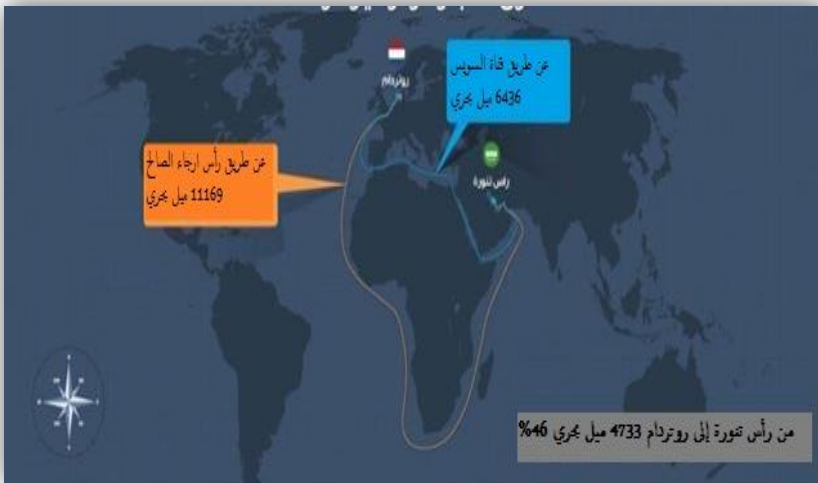 روتردام
عن طريق قناة السويس
6436 ميل بحري
عن طريق رأس ارجاء الصالح
11169 ميل بحري
رأس تنورة
من رأس تنورة إلى روتردام 4733 ميل بحري 46%